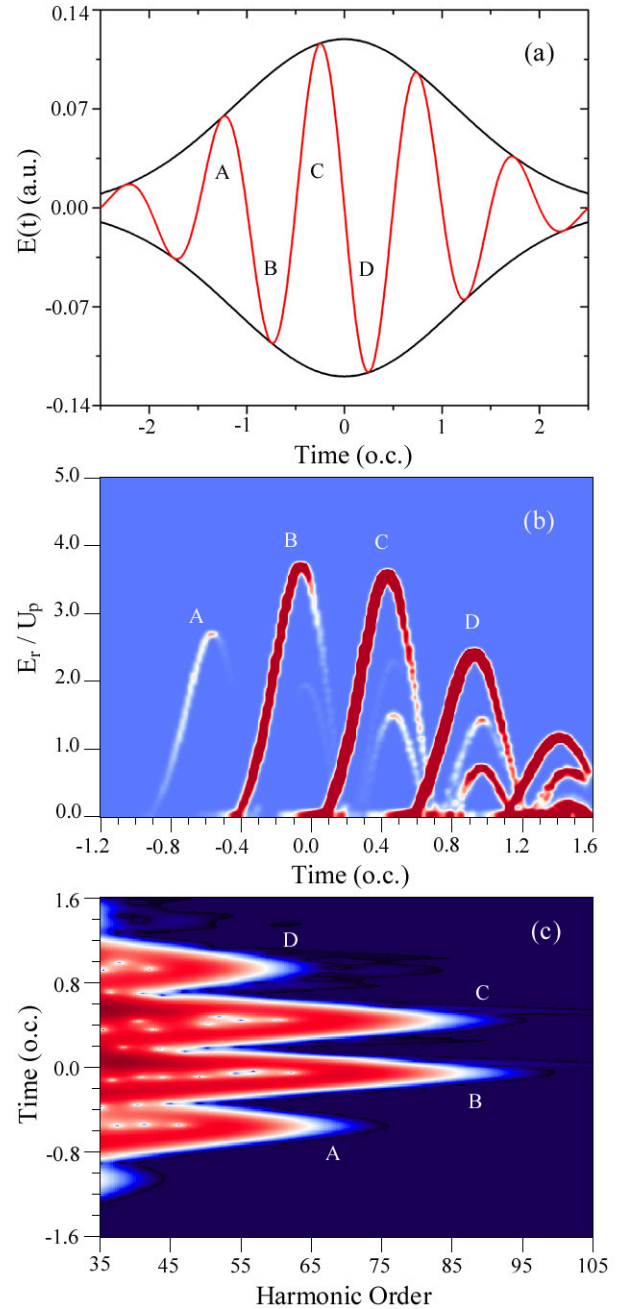 0.14
(a)
0.07
A
C
E(t) (a.u.)
0.00
B
D
-0.07
-0.14
-2
-1
0
1
2
Time (o.c.)
5.0
(b)
4.0
B
C
E_r / U_p
3.0
A
D
2.0
1.0
0.0
-1.2
-0.8
-0.4
0.0
0.4
0.8
1.2
1.6
Time (o.c.)
1.6
(c)
D
0.8
C
Time (o.c.)
0.0
B
-0.8
A
-1.6
35
45
55
65
75
85
95
105
Harmonic Order